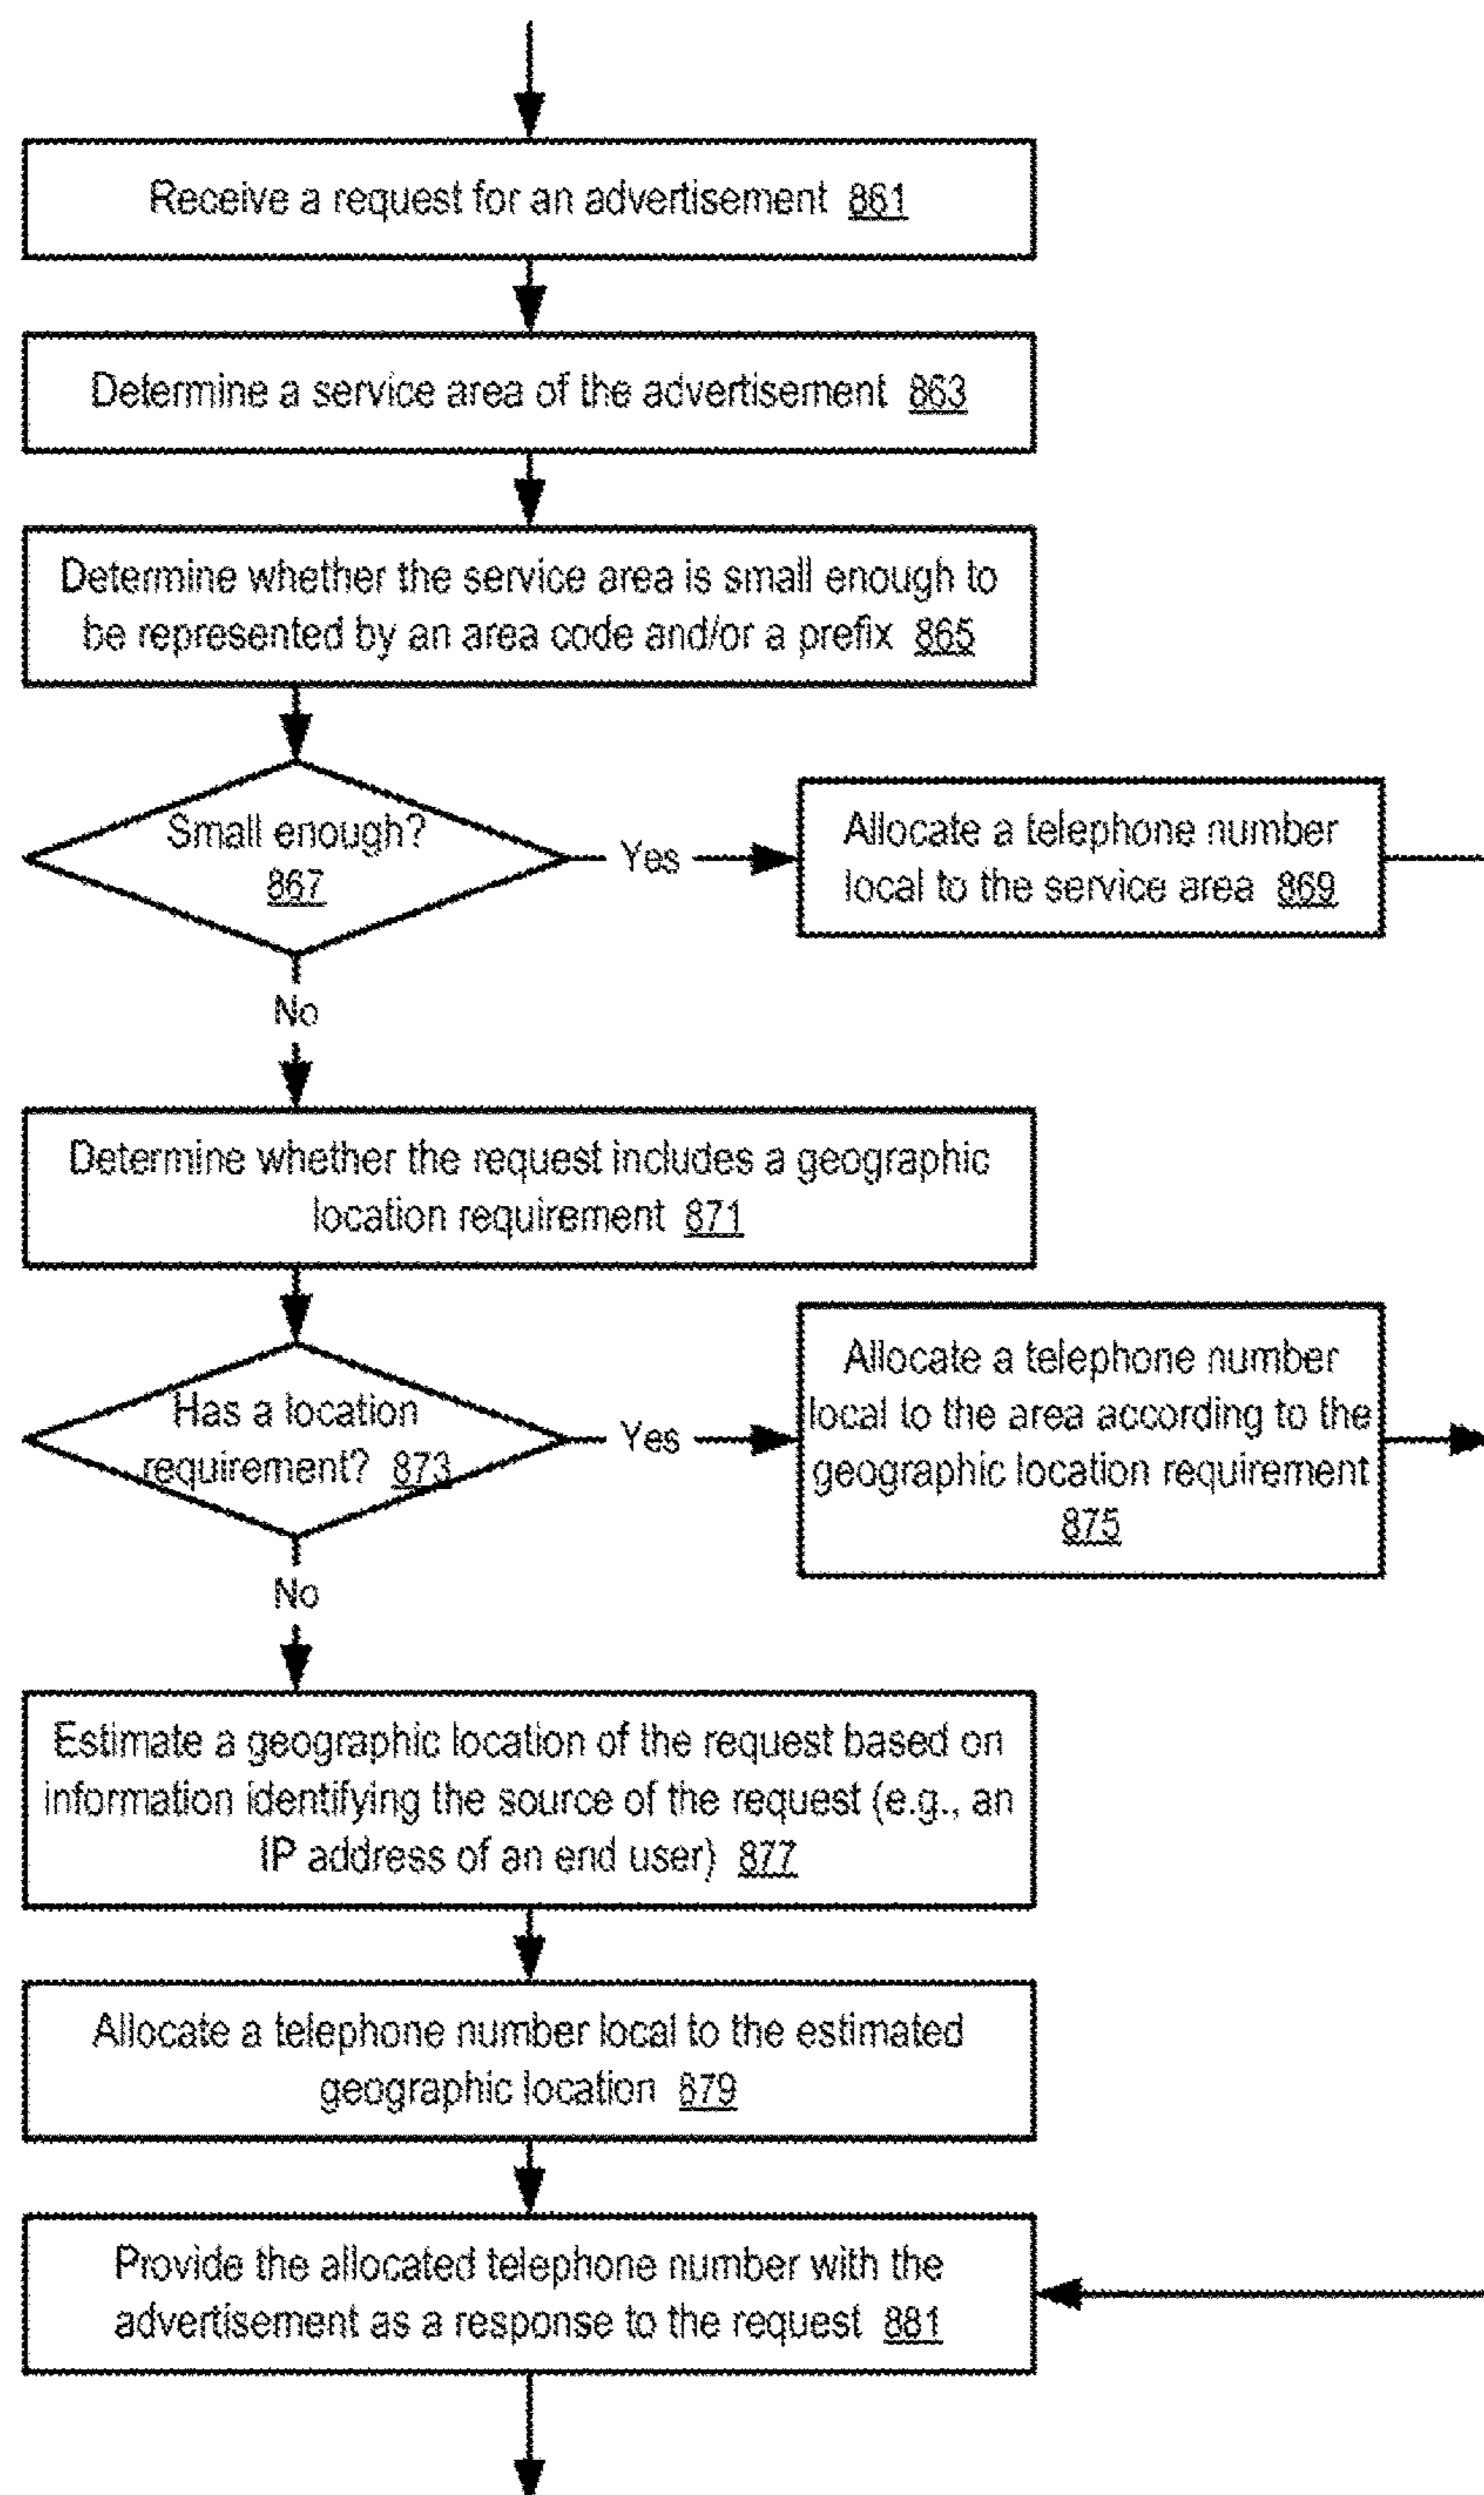 Receive a request for an advertisement 861
Determine a service area of the advertisement 863
Determine whether the service area is small enough to
be represented by an area code and/or a prefix 865
Small enough?
867
Yes
Allocate a telephone number
local to the service area 869
No
Determine whether the request includes a geographic
location requirement 871
Has a location
requirement? 873
Yes
Allocate a telephone number
local to the area according to the
geographic location requirement
875
No
Estimate a geographic location of the request based on
information identifying the source of the request (e.g., an
IP address of an end user) 877
Allocate a telephone number local to the estimated
geographic location 879
Provide the allocated telephone number with the
advertisement as a response to the request 881